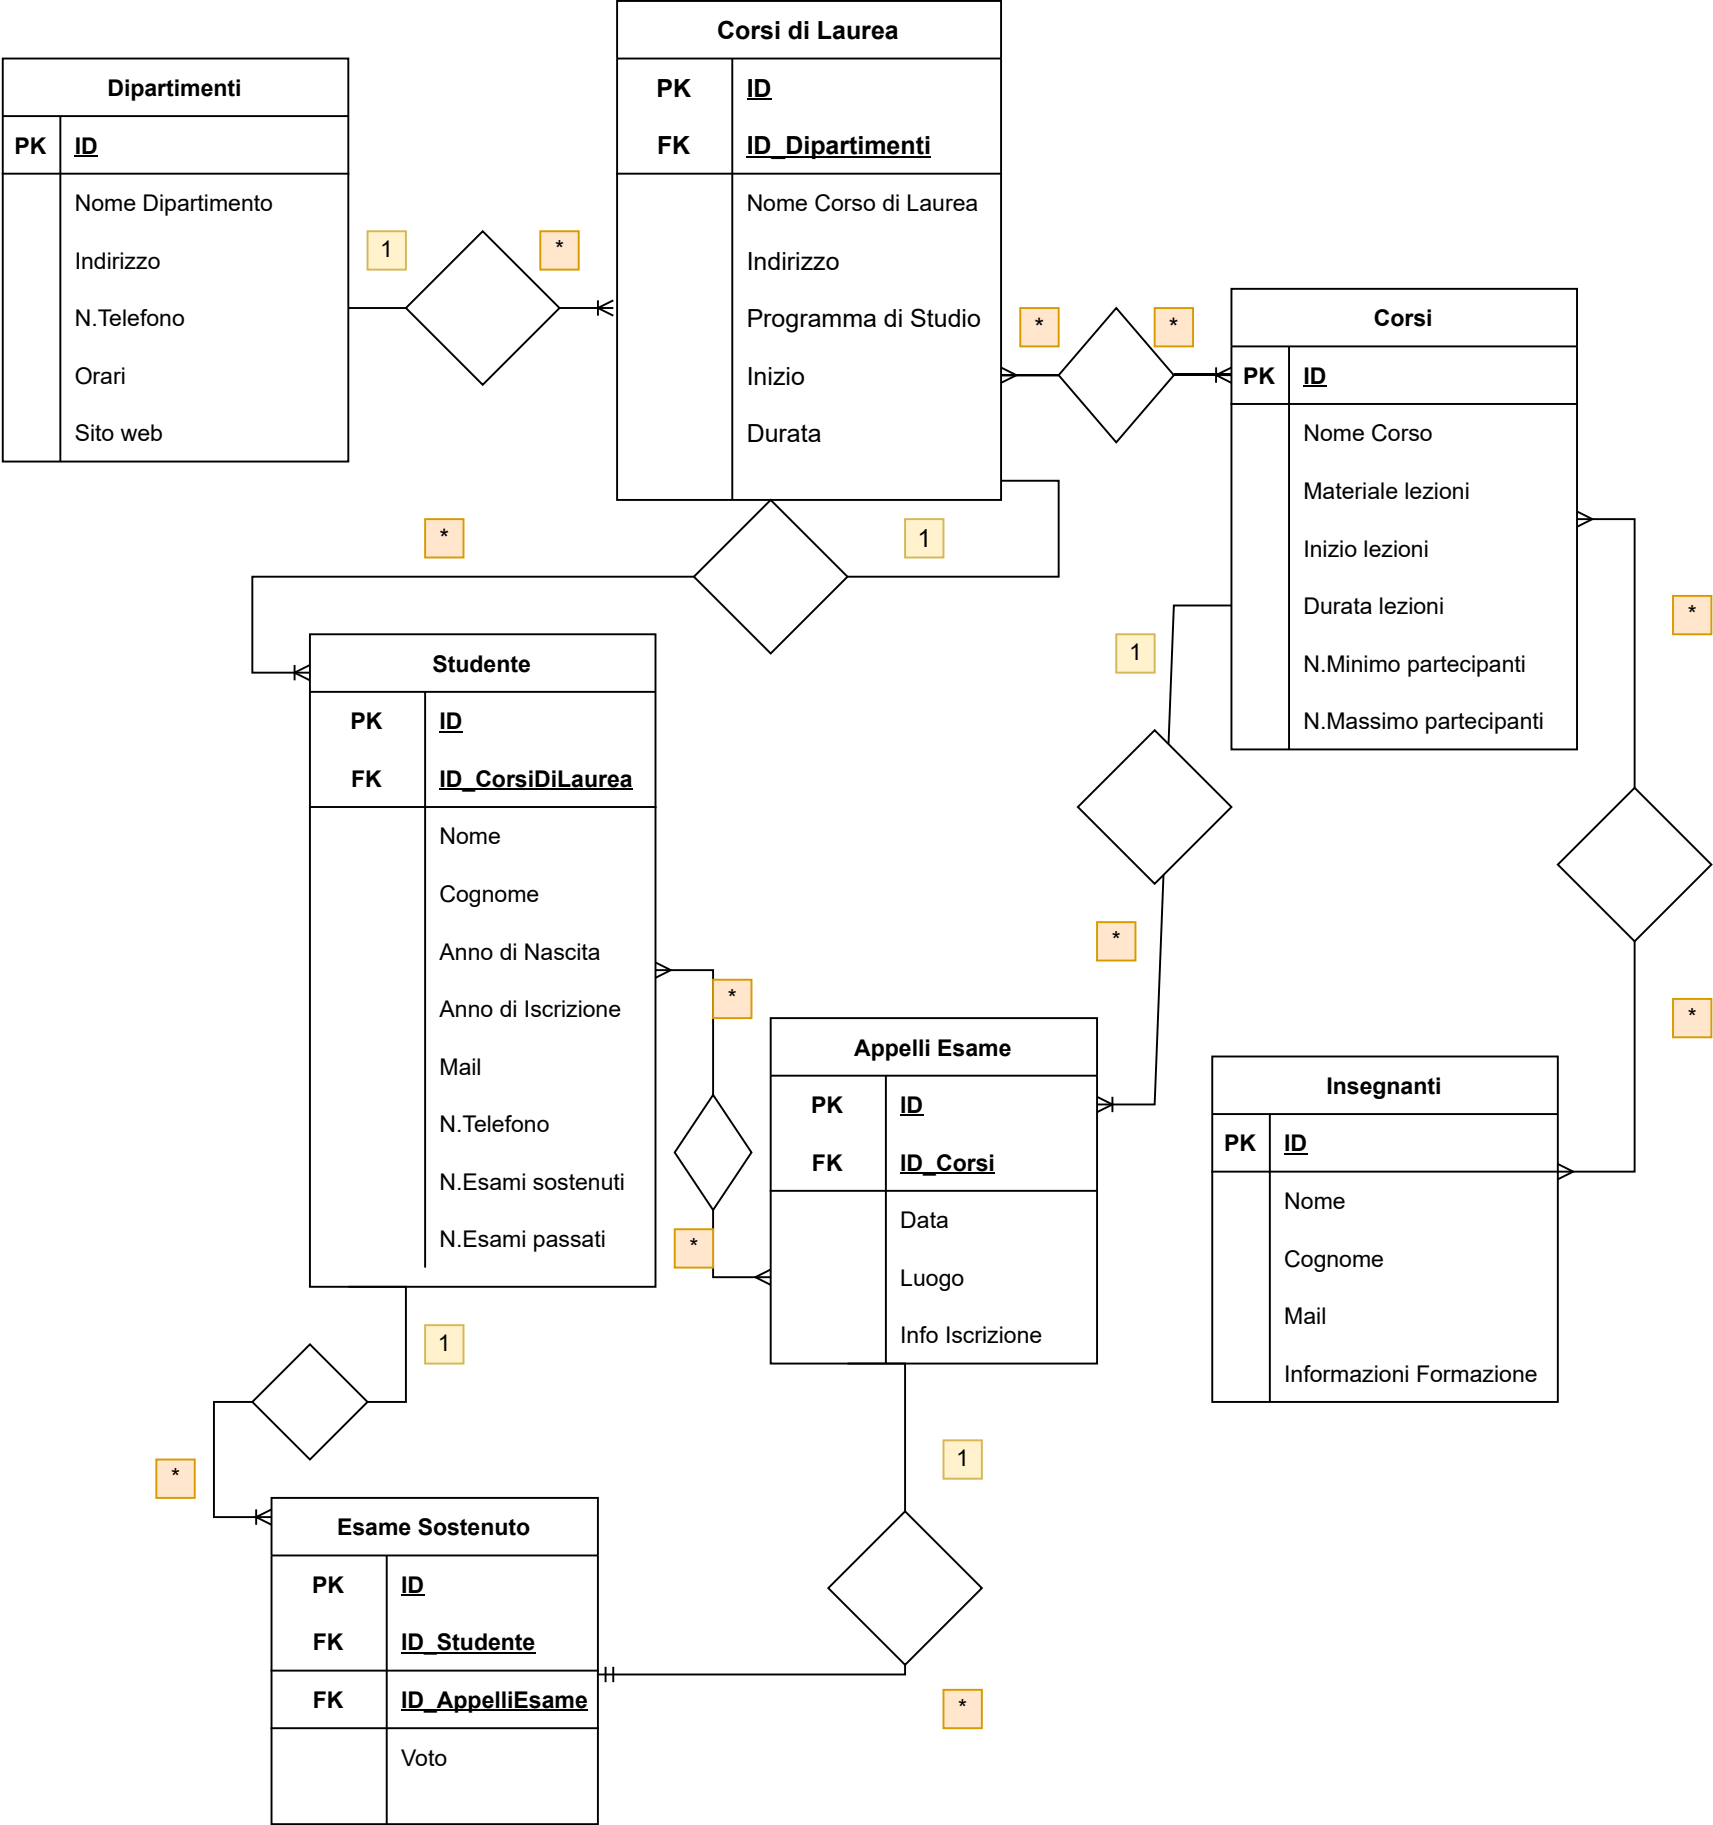 Corsi di Laurea
PK ID
FK ID_Dipartimenti
Nome Corso di Laurea
Indirizzo
Programma di Studio
Inizio
Durata
Dipartimenti
PK ID
Nome Dipartimento
Indirizzo
N.Telefono
Orari
Sito web
1
*
*
*
Corsi
PK ID
Nome Corso
Materiale lezioni
Inizio lezioni
Durata lezioni
N.Minimo partecipanti
N.Massimo partecipanti
*
1
*
1
Studente
PK ID
FK ID_CorsiDiLaurea
Nome
Cognome
Anno di Nascita
Anno di Iscrizione
Mail
N.Telefono
N.Esami sostenuti
N.Esami passati
*
*
*
*
Appelli Esame
PK ID
FK ID_Corsi
Data
Luogo
Info Iscrizione
Insegnanti
PK ID
Nome
Cognome
Mail
Informazioni Formazione
1
*
1
*
Esame Sostenuto
PK ID
FK ID_Studente
FK ID_AppelliEsame
Voto